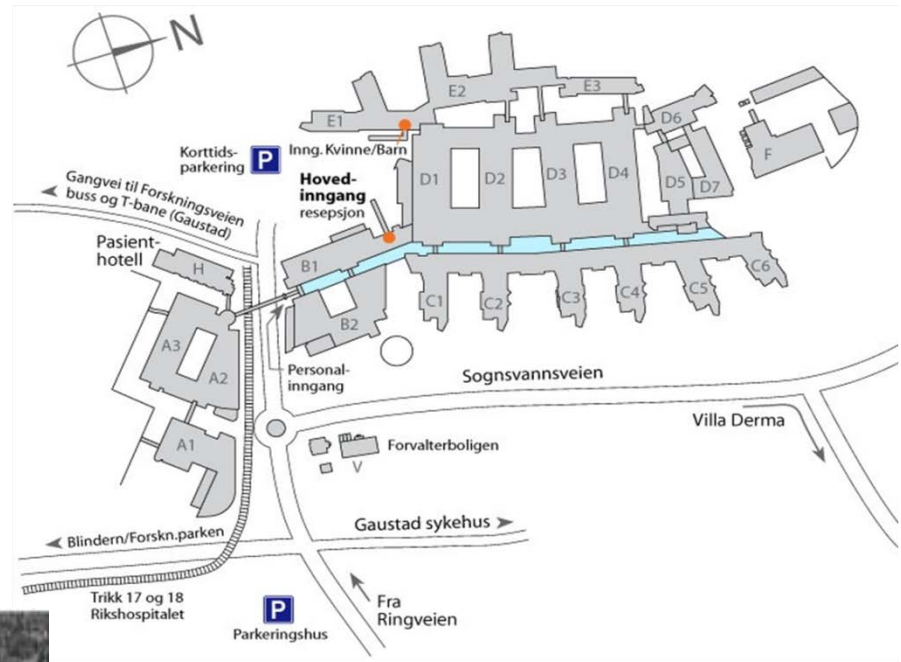 N
E2
E3
E1
D6
Korttids-
parkering
P
Inng. Kvinne/Barn
F
D1
D2
D3
D4
D5
D7
Hoved-
inngang
resepsjon
Gangvei til Forskningsveien
buss og T-bane (Gaustad)
Pasient-
hotell
H
B1
C6
C1
C2
C3
C4
C5
B2
A3
A2
Personal-
inngang
Sognsvannsveien
Villa Derma
A1
Forvalterboligen
V
Blindern/Forskn.parken
Gaustad sykehus
Trikk 17 og 18
Rikshospitalet
P
Parkeringshus
Fra
Ringveien